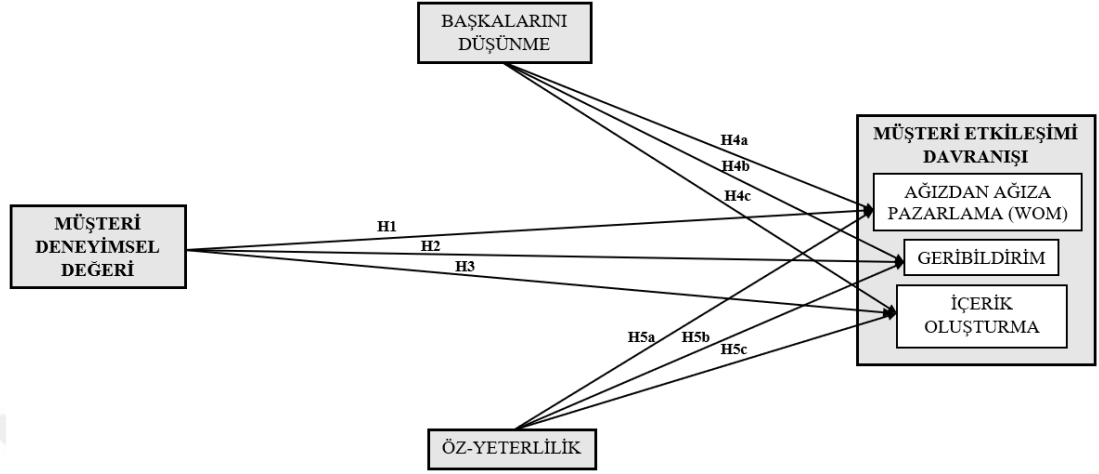 BAŞKALARINI
DÜŞÜNME
MÜŞTERİ ETKİLEŞİMİ
DAVRANIŞI
AĞIZDAN AĞIZA
PAZARLAMA (WOM)
GERİBİLDİRİM
İÇERİK
OLUŞTURMA
H4a
H4b
H4c
MÜŞTERİ
DENEYİMSEL
DEĞERİ
H1
H2
H3
H5a
H5b
H5c
ÖZ-YETERLİLİK